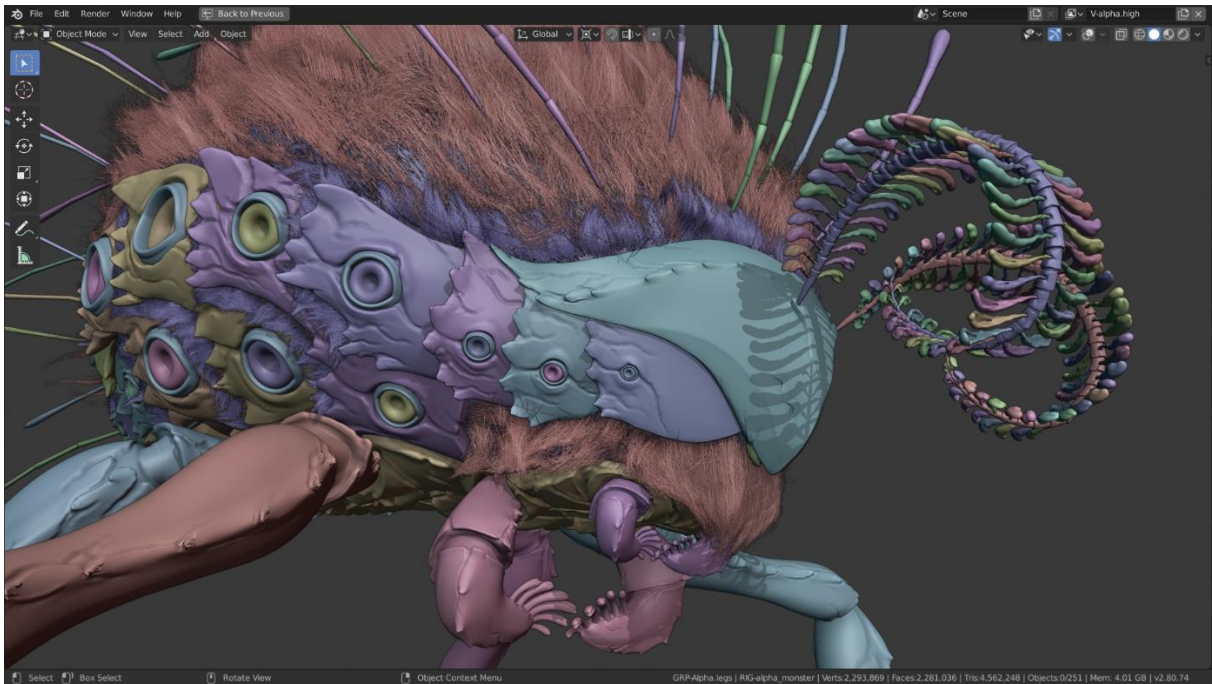 File Edit Render Window Help Back to Previous Scene V-alpha.high
Object Mode View Select Add Object Global
Select Box Select Rotate View Object Context Menu GRP-Alpha.legs | RIG-alpha_monster | Verts:2,293,869 | Faces:2,281,036 | Tris:4,562,248 | Objects:0/251 | Mem: 4.01 GB | v2.80.74